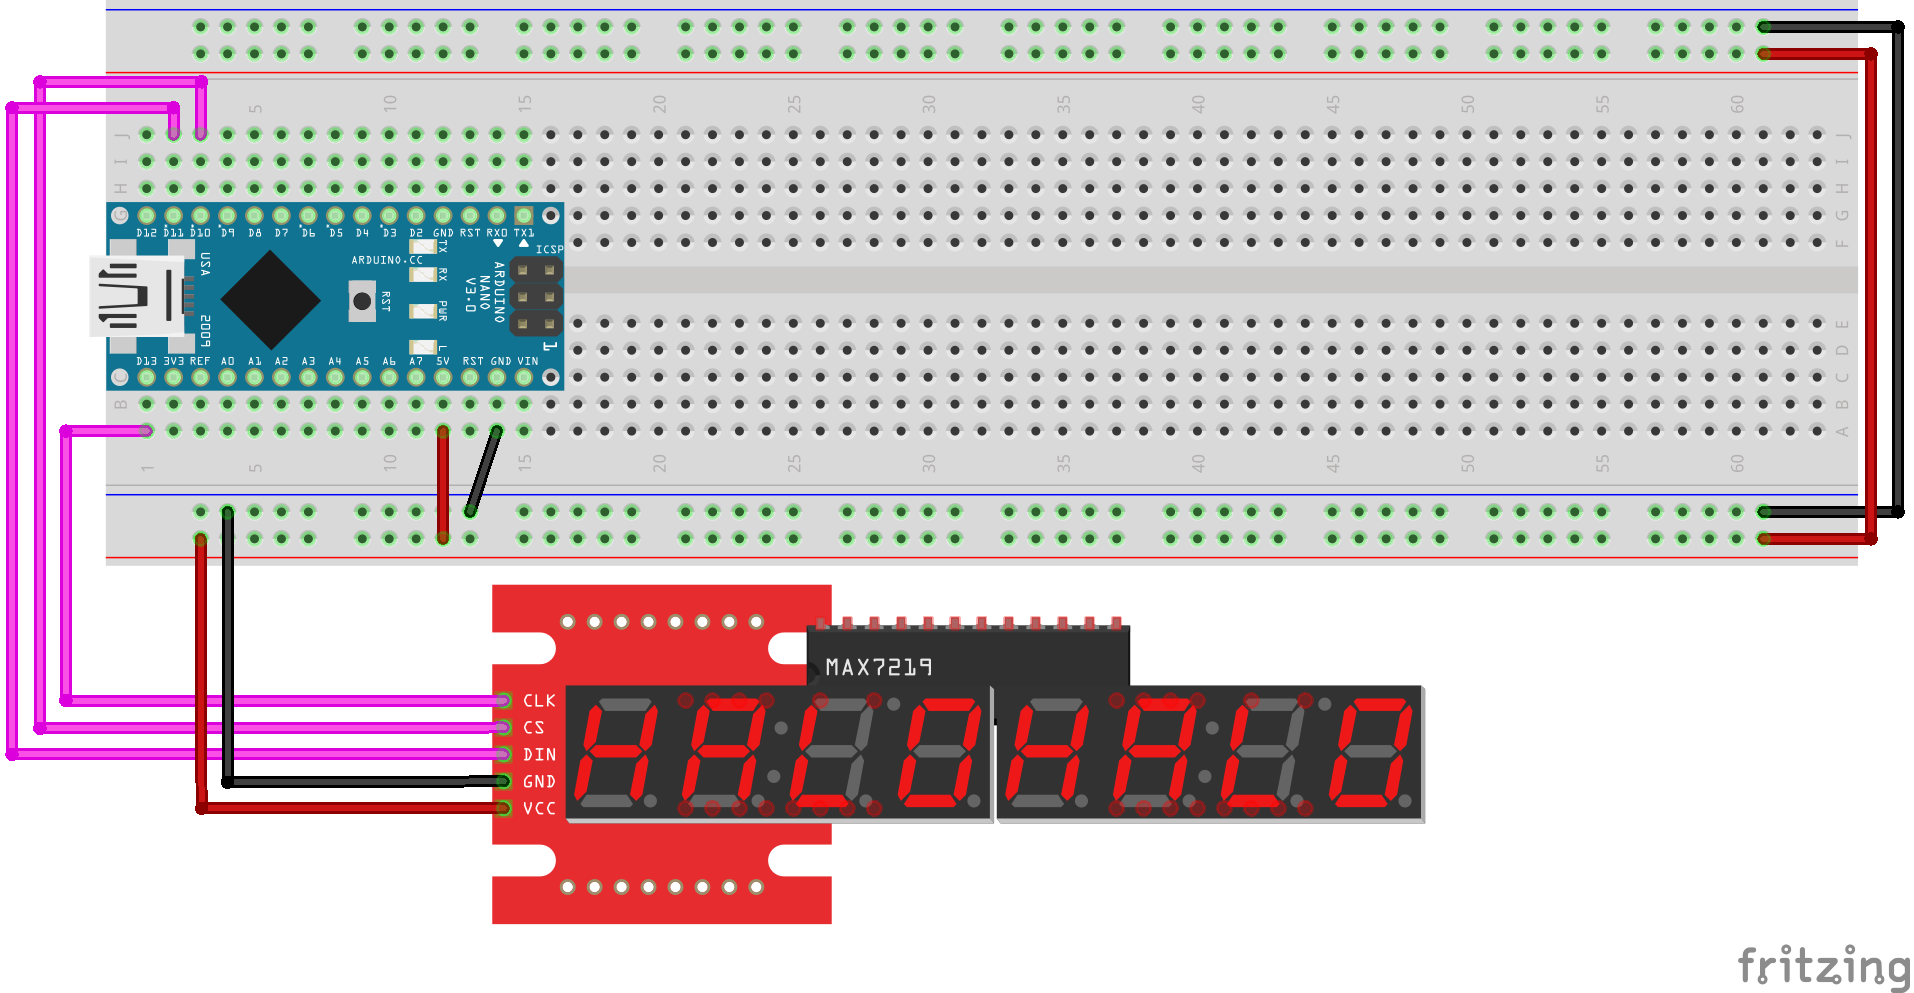 5 10 15 20 25 30 35 40 45 50 55 60
J J
I I
H H
G G
D12 D11 D10 D9 D8 D7 D6 D5 D4 D3 D2 GND RST RX0 TX1
F
ICSP
USA
ARDUINO.CC
TX
RX
RST
PWR
L
ARDUINO
NANO
V3.0
2009
1
E
D13 3V3 REF A0 A1 A2 A3 A4 A5 A6 A7 5V RST GND VIN
D
C C
B B
A
1 5 10 15 20 25 30 35 40 45 50 55 60
MAX7219
CLK
CS
DIN
GND
VCC
fritzing